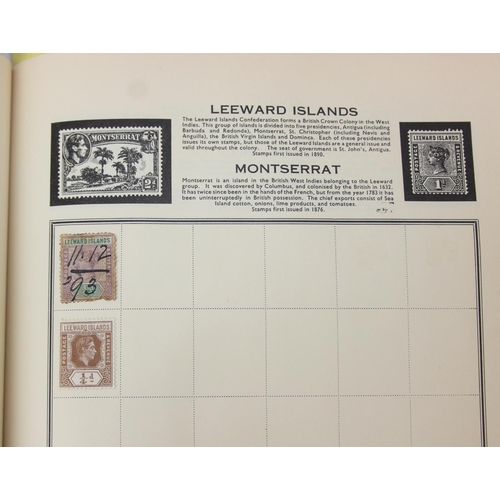 LEEWARD ISLANDS
The Leeward Islands Confederation forms a British Crown Colony in the West
Indies. This group of islands is divided into five presidencies, Antigua (including
Barbuda and Redonda), Montserrat, St. Christopher (including Nevis and
Anguilla), the British Virgin Islands and Dominca. Each of these presidencies
issues its own stamps, but those of the Leeward Islands are a general issue and
valid throughout the colony. The seat of government is St. John's, Antigua.
Stamps first issued in 1890.
MONTSERRAT
Montserrat is an island in the British West Indies belonging to the Leeward
group. It was discovered by Columbus, and colonised by the British in 1632.
It has twice since been in the hands of the French, but from the year 1783 it has
been uninterruptedly in British possession. The chief exports consist of Sea
Island cotton, onions, lime products, and tomatoes.
Stamps first issued in 1876.
MONTSERRAT
2D
LEEWARD ISLANDS
POSTAGE
1D
LEEWARD ISLANDS
11.12
93
LEEWARD ISLANDS
POSTAGE
REVENUE
¼d